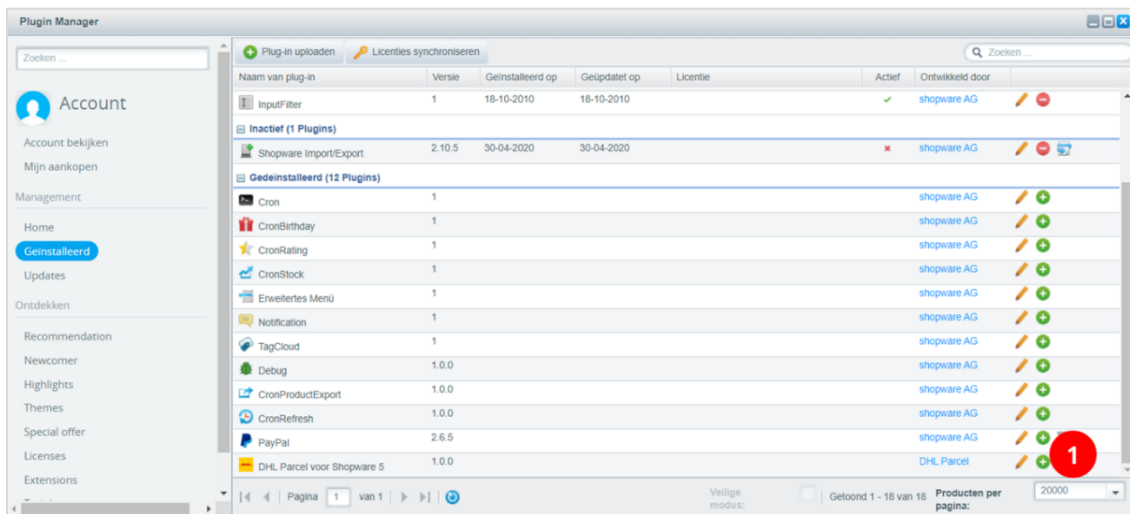 Plugin Manager
Zoeken ...
Account
Account bekijken
Mijn aankopen
Management
Home
Geïnstalleerd
Updates
Ontdekken
Recommendation
Newcomer
Highlights
Themes
Special offer
Licenses
Extensions
Plug-in uploaden Licenties synchroniseren Zoeken ...
Naam van plug-in Versie Geïnstalleerd op Geüpdatet op Licentie Actief Ontwikkeld door
InputFilter 1 18-10-2010 18-10-2010 shopware AG
Inactief (1 Plugins)
Shopware Import/Export 2.10.5 30-04-2020 30-04-2020 shopware AG
Gedeïnstalleerd (12 Plugins)
Cron 1 shopware AG
CronBirthday 1 shopware AG
CronRating 1 shopware AG
CronStock 1 shopware AG
Erweitertes Menü 1 shopware AG
Notification 1 shopware AG
TagCloud 1 shopware AG
Debug 1.0.0 shopware AG
CronProductExport 1.0.0 shopware AG
CronRefresh 1.0.0 shopware AG
PayPal 2.6.5 shopware AG
DHL Parcel voor Shopware 5 1.0.0 DHL Parcel
1
Pagina 1 van 1 Veilige modus: Getoond 1 - 18 van 18 Producten per pagina: 20000